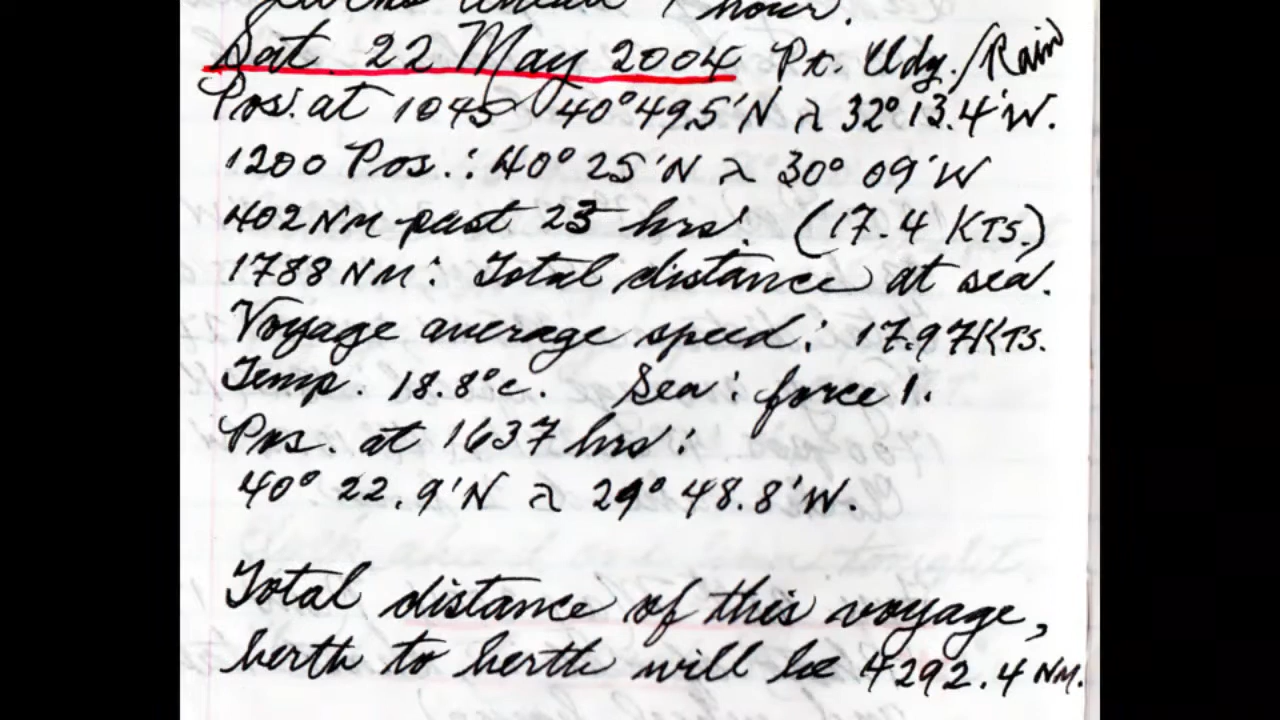 ahead 1 hour.
Sat. 22 May 2004 Pt. Cldy./Rain
Pos. at 1045 40°49.5'N λ 32°13.4'W.
1200 Pos.: 40° 25'N λ 30° 09'W
402 NM past 23 hrs. (17.4 KTS.)
1788 NM: Total distance at sea.
Voyage average speed: 17.97 KTS.
Temp. 18.8°c. Sea: force 1.
Pos. at 1637 hrs:
40° 22.9'N λ 29° 48.8'W.
Total distance of this voyage,
berth to berth will be 4292.4 NM.